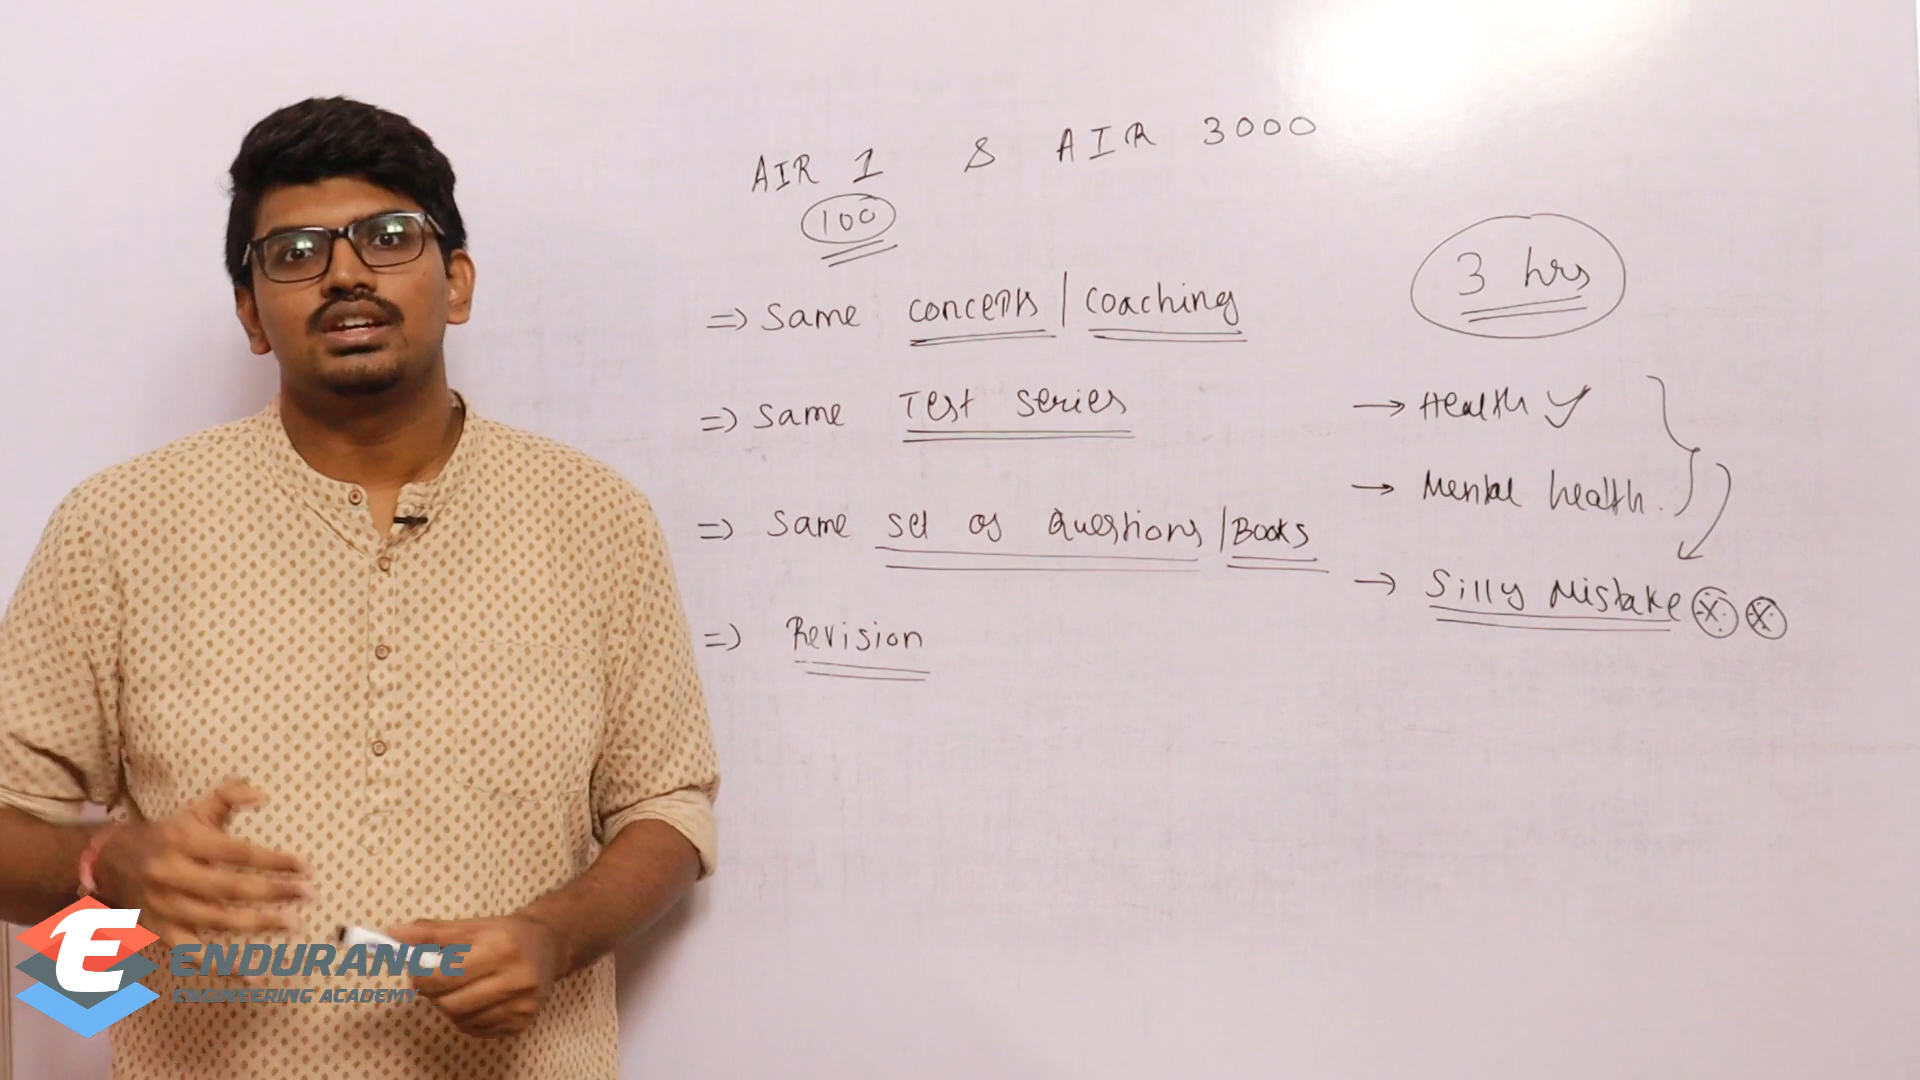 AIR 1 & AIR 3000
100
⇒ Same concepts / coaching
⇒ Same Test series
⇒ Same set of Questions / Books
⇒ Revision
3 hrs
→ Health ✓
→ Mental health.
→ Silly Mistake
E
ENDURANCE
ENGINEERING ACADEMY